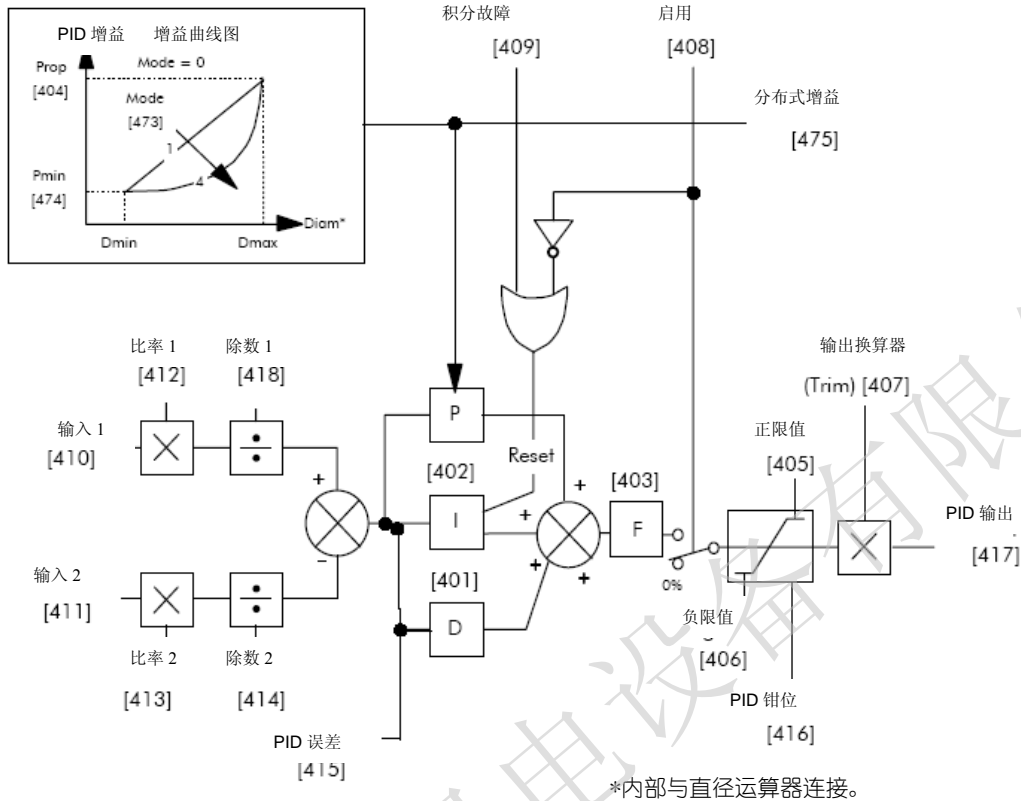 PID 增益 增益曲线图
Prop
[404]
Mode = 0
Mode
[473]
1
4
Pmin
[474]
Diam*
Dmin
Dmax
积分故障
[409]
启用
[408]
分布式增益
[475]
比率 1
[412]
除数 1
[418]
输入 1
[410]
+
−
输入 2
[411]
比率 2
[413]
除数 2
[414]
PID 误差
[415]
P
[402]
I
[401]
D
Reset
+
+
+
+
[403]
F
0%
正限值
[405]
负限值
[406]
输出换算器
(Trim) [407]
PID 输出
[417]
PID 钳位
[416]
*内部与直径运算器连接。
电设备有限